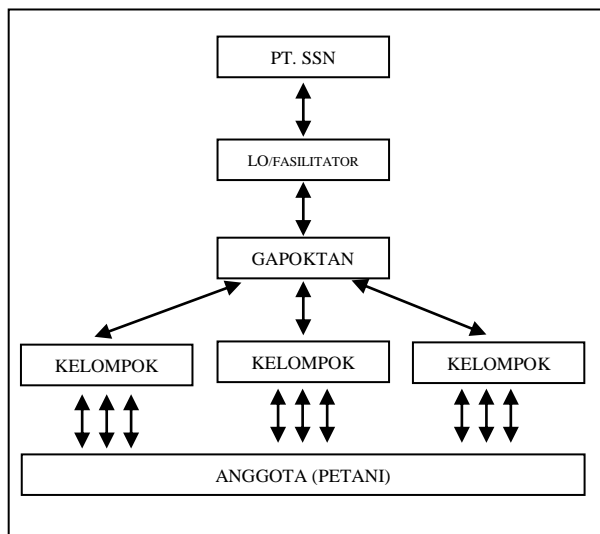 PT. SSN
LO/FASILITATOR
GAPOKTAN
KELOMPOK
KELOMPOK
KELOMPOK
ANGGOTA (PETANI)